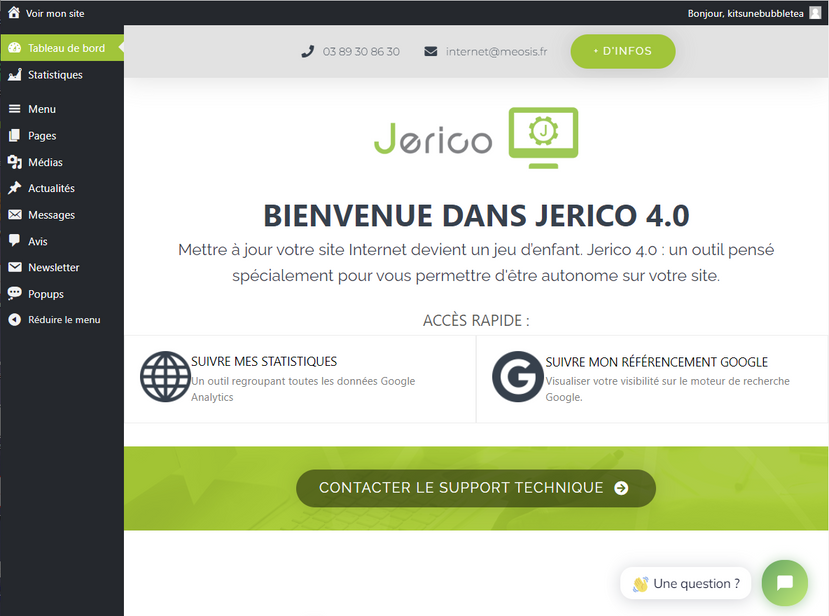 Voir mon site
Bonjour, kitsunebubbletea
Tableau de bord
Statistiques
Menu
Pages
Médias
Actualités
Messages
Avis
Newsletter
Popups
Réduire le menu
03 89 30 86 30
internet@meosis.fr
+ D'INFOS
Jerico
J
BIENVENUE DANS JERICO 4.0
Mettre à jour votre site Internet devient un jeu d'enfant. Jerico 4.0 : un outil pensé
spécialement pour vous permettre d'être autonome sur votre site.
ACCÈS RAPIDE :
SUIVRE MES STATISTIQUES
Un outil regroupant toutes les données Google
Analytics
G
SUIVRE MON RÉFÉRENCEMENT GOOGLE
Visualiser votre visibilité sur le moteur de recherche
Google.
CONTACTER LE SUPPORT TECHNIQUE
Une question ?